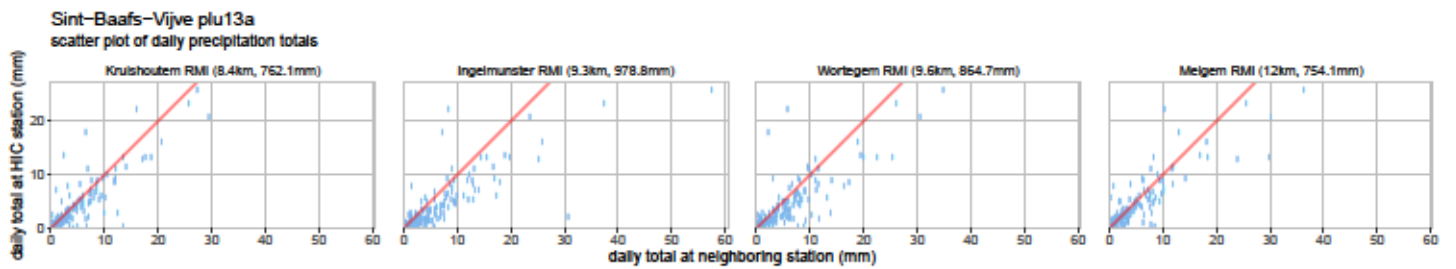 Sint-Baafs-Vijve plu13a
scatter plot of daily precipitation totals
Kruishoutem RMI (8.4km, 762.1mm)
Ingelmunster RMI (9.3km, 978.8mm)
Wortegem RMI (9.6km, 864.7mm)
Meigem RMI (12km, 754.1mm)
daily total at HIC station (mm)
20
10
0
0 10 20 30 40 50 60
0 10 20 30 40 50 60
0 10 20 30 40 50 60
0 10 20 30 40 50 60
daily total at neighboring station (mm)